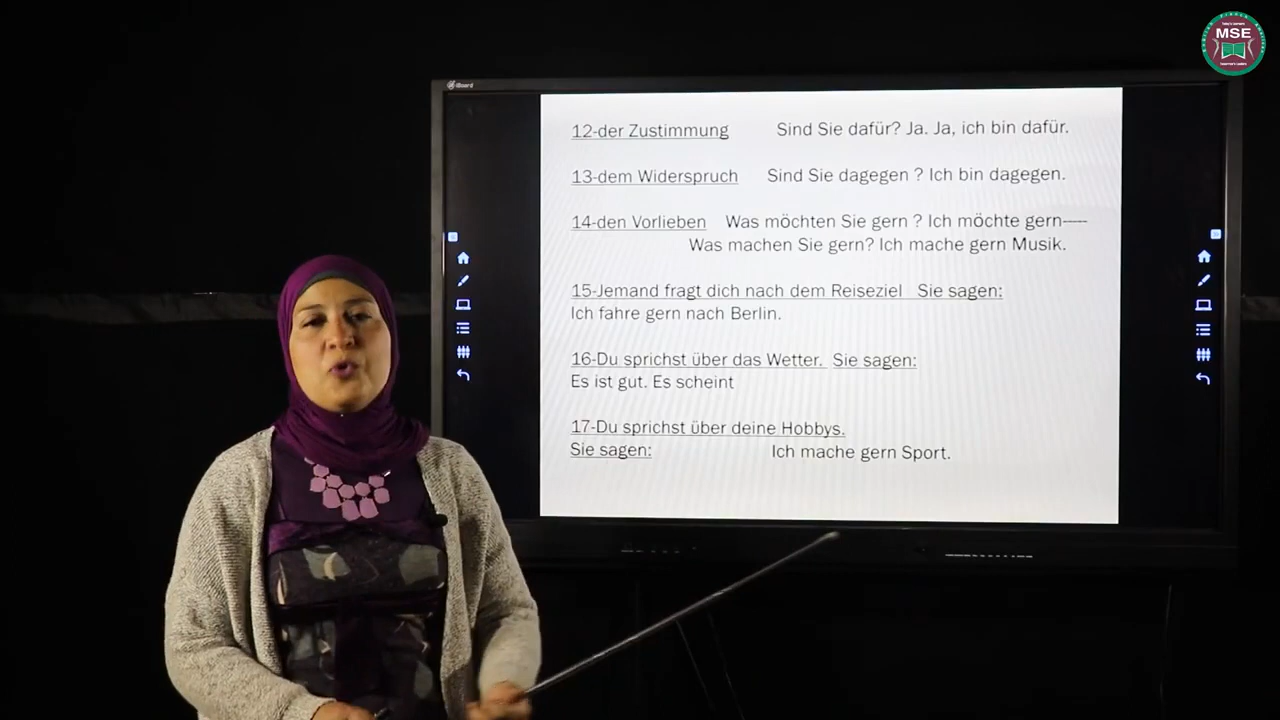 MSE
iBoard
12-der Zustimmung Sind Sie dafür? Ja. Ja, ich bin dafür.
13-dem Widerspruch Sind Sie dagegen ? Ich bin dagegen.
14-den Vorlieben Was möchten Sie gern ? Ich möchte gern-----
Was machen Sie gern? Ich mache gern Musik.
15-Jemand fragt dich nach dem Reiseziel Sie sagen:
Ich fahre gern nach Berlin.
16-Du sprichst über das Wetter. Sie sagen:
Es ist gut. Es scheint
17-Du sprichst über deine Hobbys.
Sie sagen: Ich mache gern Sport.